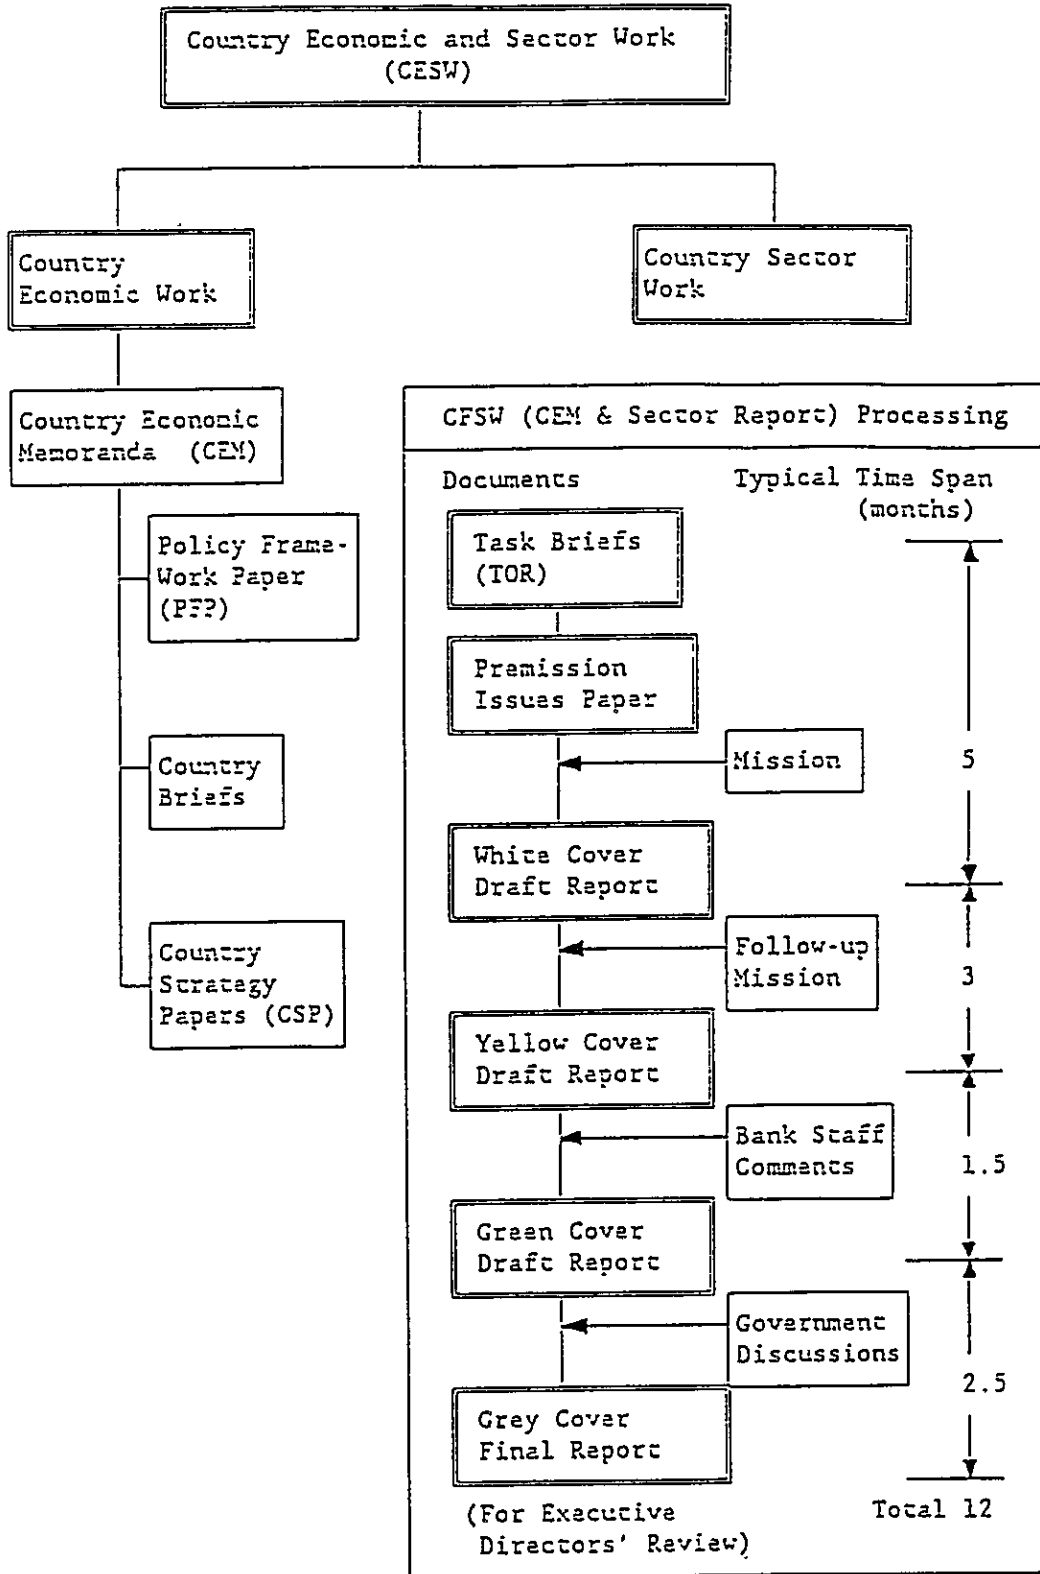 Country Economic and Sector Work
(CESW)
Country
Economic Work
Country Sector
Work
Country Economic
Memoranda (CEM)
Policy Frame-
Work Paper
(PFP)
Country
Briefs
Country
Strategy
Papers (CSP)
CFSW (CEM & Sector Report) Processing
Documents
Typical Time Span
(months)
Task Briefs
(TOR)
Premission
Issues Paper
Mission
5
White Cover
Draft Report
Follow-up
Mission
3
Yellow Cover
Draft Report
Bank Staff
Comments
1.5
Green Cover
Draft Report
Government
Discussions
2.5
Grey Cover
Final Report
(For Executive
Directors' Review)
Total 12